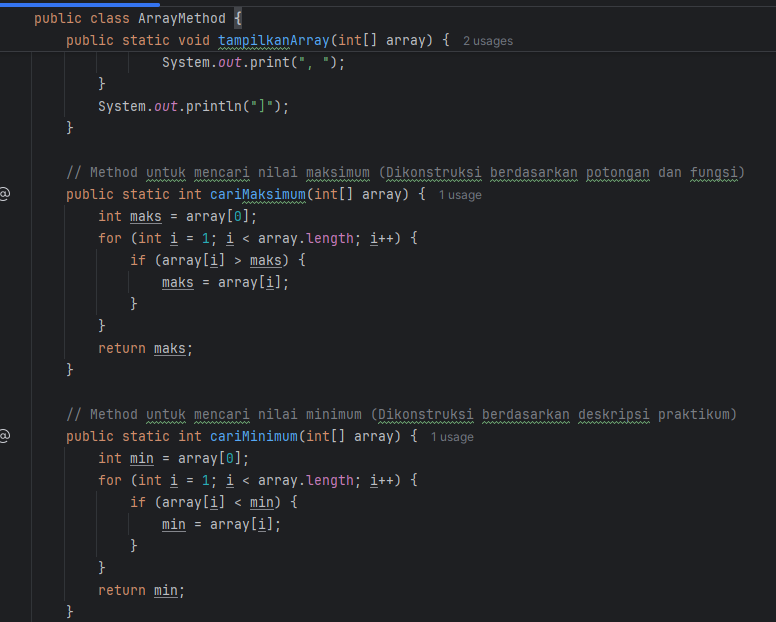 public class ArrayMethod {
    public static void tampilkanArray(int[] array) {  2 usages
                System.out.print(", ");
        }
        System.out.println("]");
    }

    // Method untuk mencari nilai maksimum (Dikonstruksi berdasarkan potongan dan fungsi)
@   public static int cariMaksimum(int[] array) {  1 usage
        int maks = array[0];
        for (int i = 1; i < array.length; i++) {
            if (array[i] > maks) {
                maks = array[i];
            }
        }
        return maks;
    }

    // Method untuk mencari nilai minimum (Dikonstruksi berdasarkan deskripsi praktikum)
@   public static int cariMinimum(int[] array) {  1 usage
        int min = array[0];
        for (int i = 1; i < array.length; i++) {
            if (array[i] < min) {
                min = array[i];
            }
        }
        return min;
    }